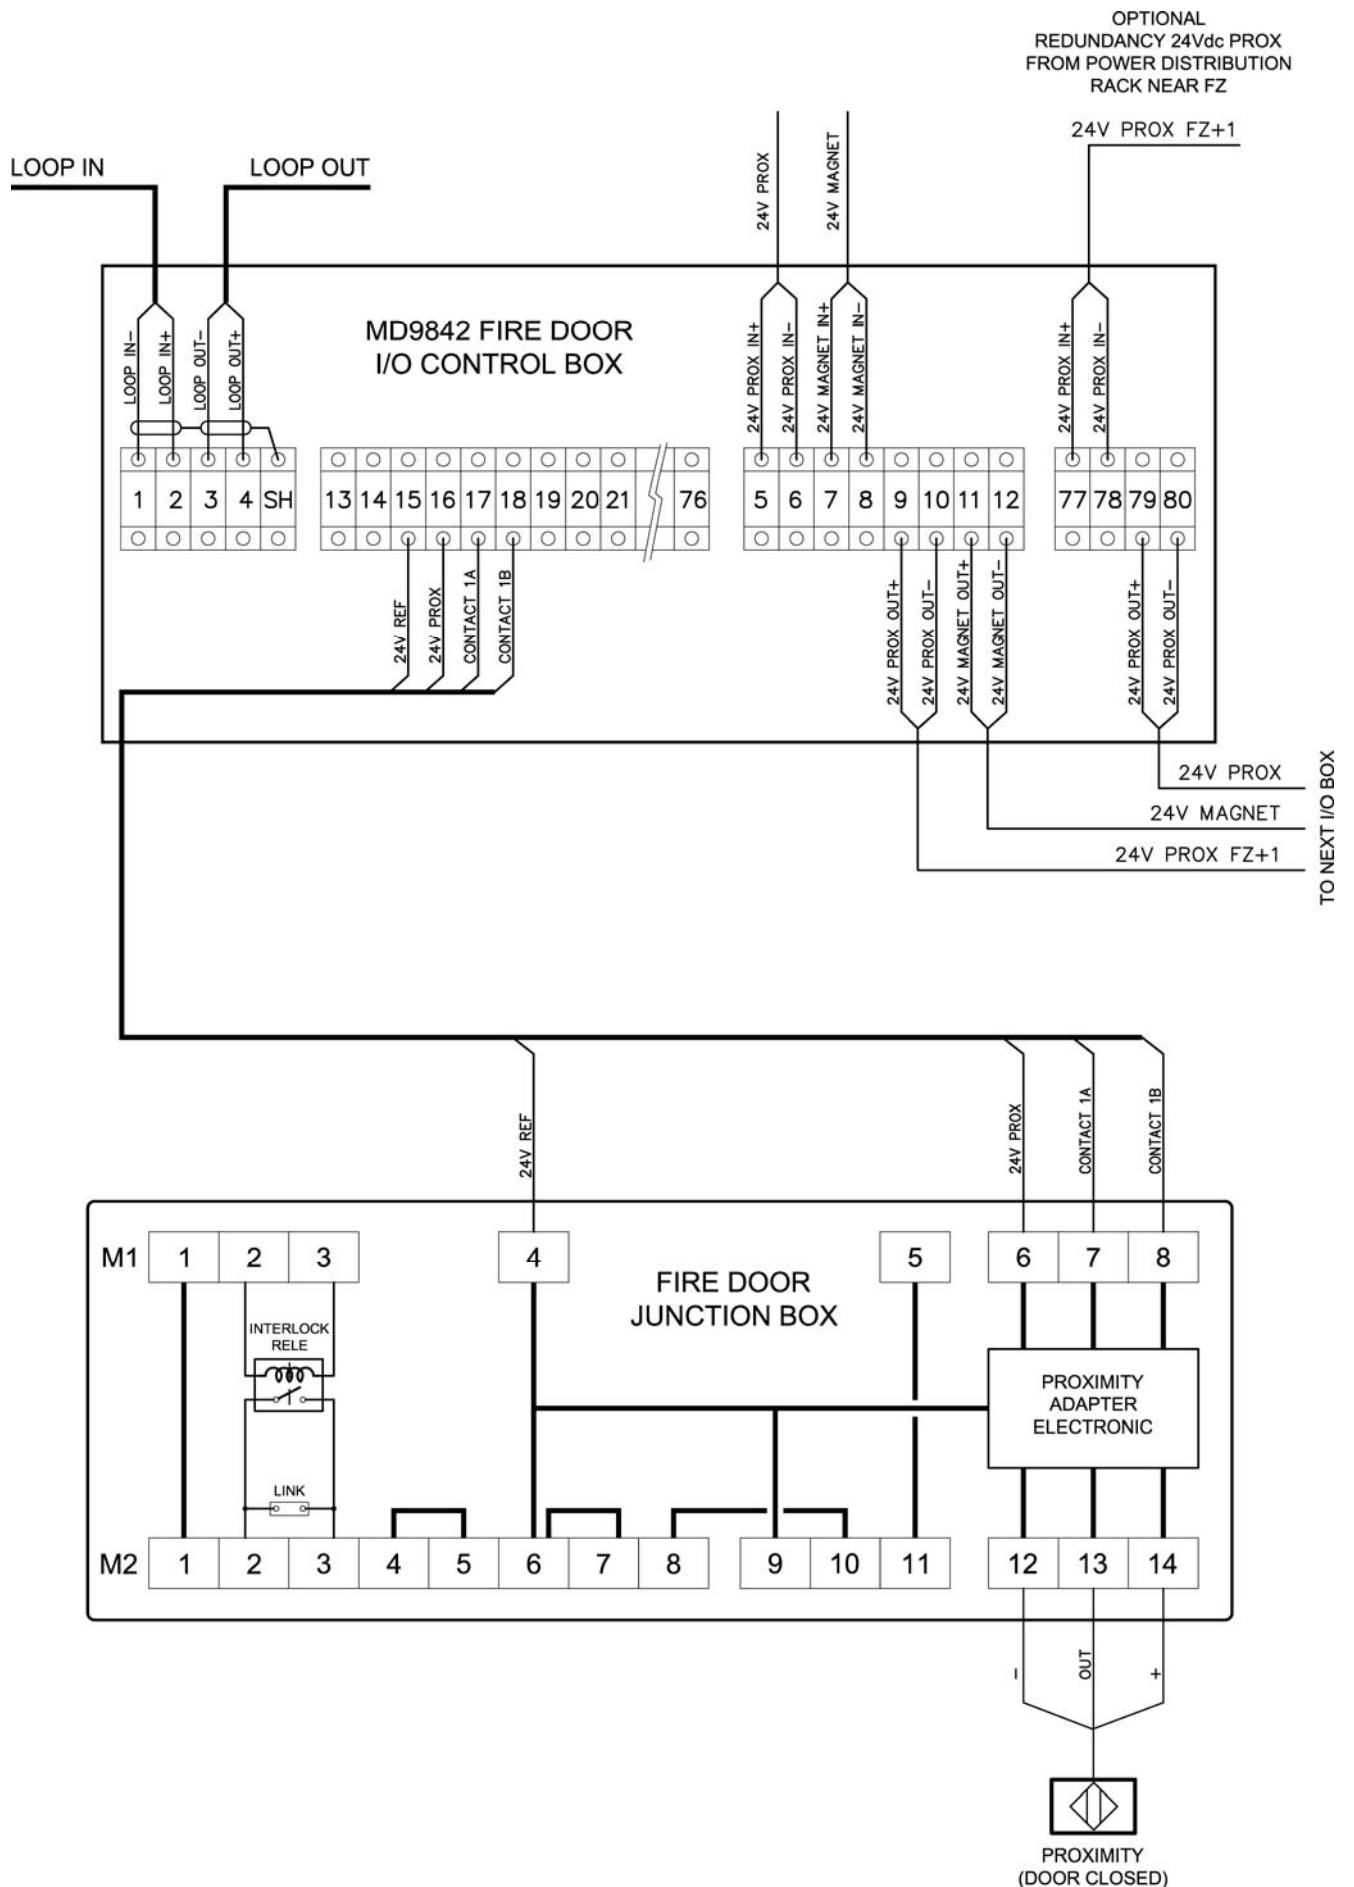 OPTIONAL
REDUNDANCY 24Vdc PROX
FROM POWER DISTRIBUTION
RACK NEAR FZ
24V PROX FZ+1
LOOP IN
LOOP OUT
24V PROX
24V MAGNET
MD9842 FIRE DOOR
I/O CONTROL BOX
LOOP IN-
LOOP IN+
LOOP OUT-
LOOP OUT+
24V PROX IN+
24V PROX IN-
24V MAGNET IN+
24V MAGNET IN-
24V PROX IN+
24V PROX IN-
1 2 3 4 SH 13 14 15 16 17 18 19 20 21 76 5 6 7 8 9 10 11 12 77 78 79 80
24V REF
24V PROX
CONTACT 1A
CONTACT 1B
24V PROX OUT+
24V PROX OUT-
24V MAGNET OUT+
24V MAGNET OUT-
24V PROX OUT+
24V PROX OUT-
24V PROX
24V MAGNET
24V PROX FZ+1
TO NEXT I/O BOX
24V REF
24V PROX
CONTACT 1A
CONTACT 1B
M1 1 2 3 4 5 6 7 8
FIRE DOOR
JUNCTION BOX
INTERLOCK
RELE
PROXIMITY
ADAPTER
ELECTRONIC
LINK
M2 1 2 3 4 5 6 7 8 9 10 11 12 13 14
-
OUT
+
PROXIMITY
(DOOR CLOSED)